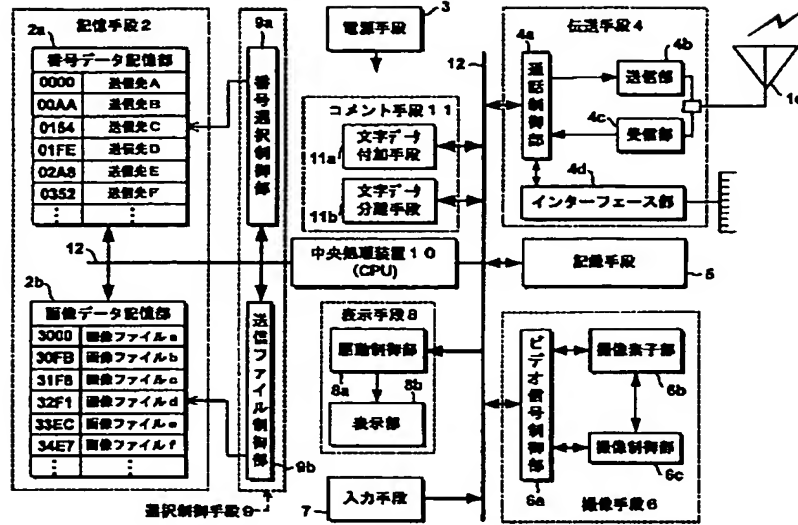 記憶手段2
2a
番号データ記憶部
0000 送信先A
00AA 送信先B
0154 送信先C
01FE 送信先D
02A8 送信先E
0352 送信先F
⋮ ⋮
12
2b
画像データ記憶部
3000 画像ファイルa
30FB 画像ファイルb
31F6 画像ファイルc
32F1 画像ファイルd
33EC 画像ファイルe
34E7 画像ファイルf
⋮ ⋮
9a
番号選択制御部
送信ファイル制御部
9b
選択制御手段9
3
電源手段
12
コメント手段11
11a
文字データ
付加手段
11b
文字データ
分離手段
中央処理装置10
(CPU)
表示手段8
駆動制御部
8a
8b
表示部
7
入力手段
伝送手段4
4a
通話制御部
4b
送信部
4c
受信部
4d
インターフェース部
記録手段
5
ビデオ信号制御部
6a
撮像素子部
6b
撮像制御部
6c
撮像手段6